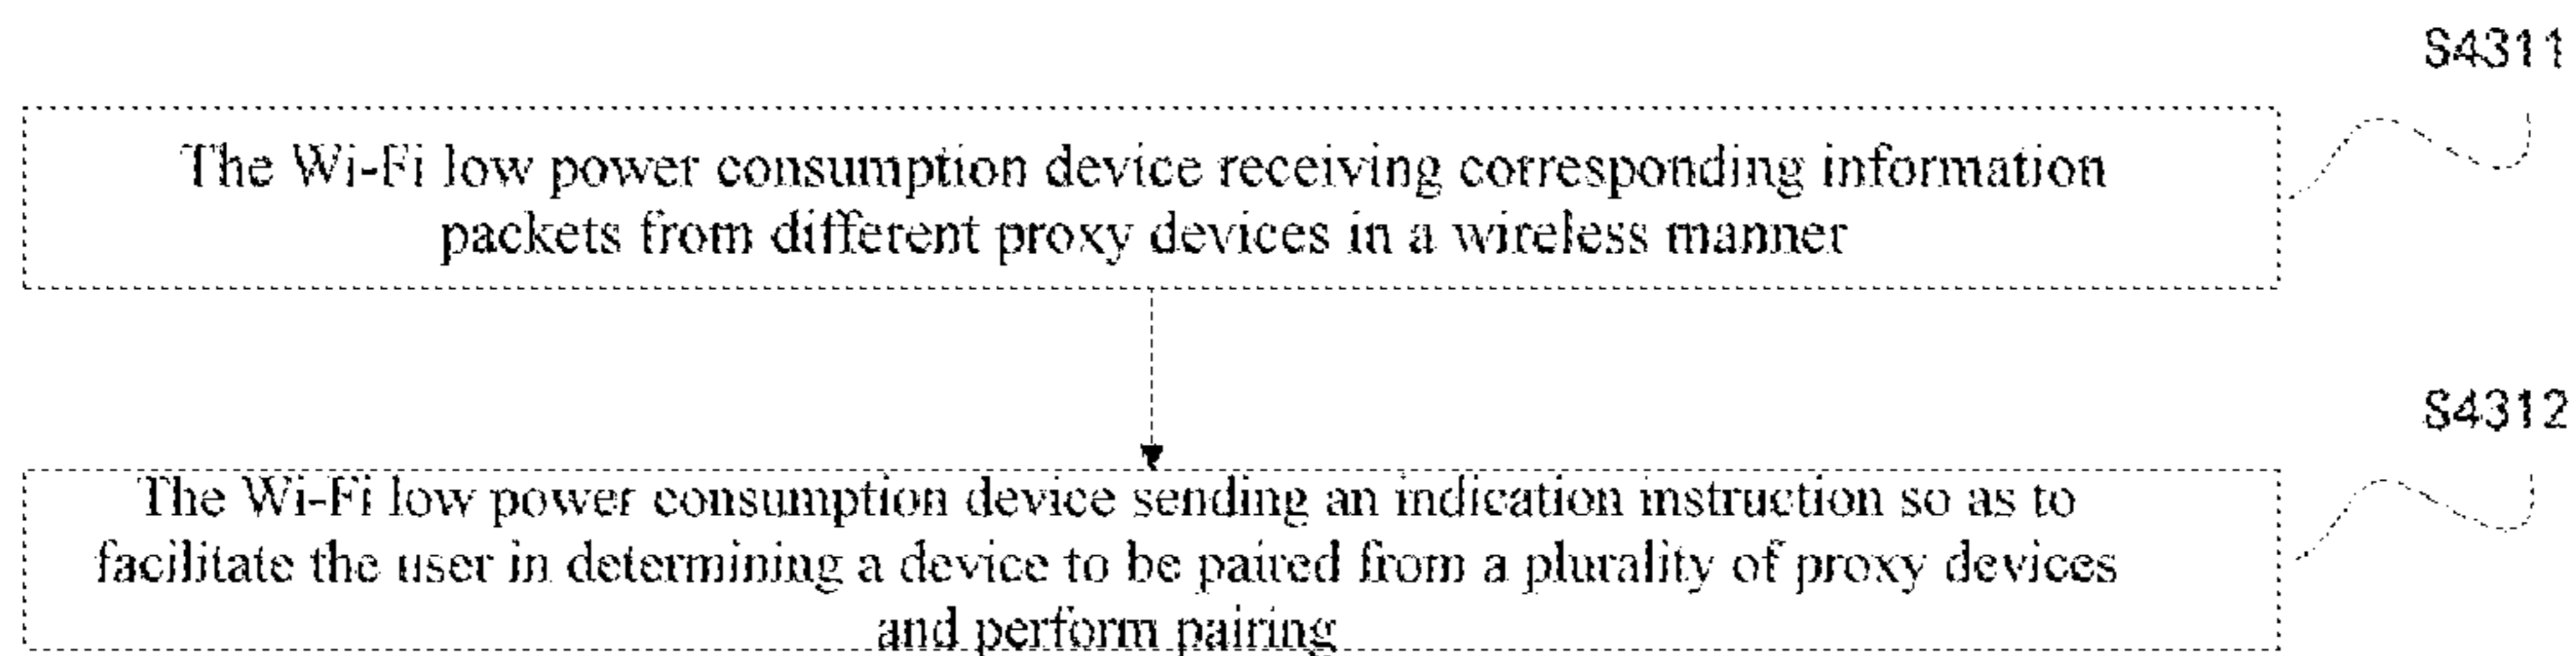 S4311
The Wi-Fi low power consumption device receiving corresponding information
packets from different proxy devices in a wireless manner
S4312
The Wi-Fi low power consumption device sending an indication instruction so as to
facilitate the user in determining a device to be paired from a plurality of proxy devices
and perform pairing